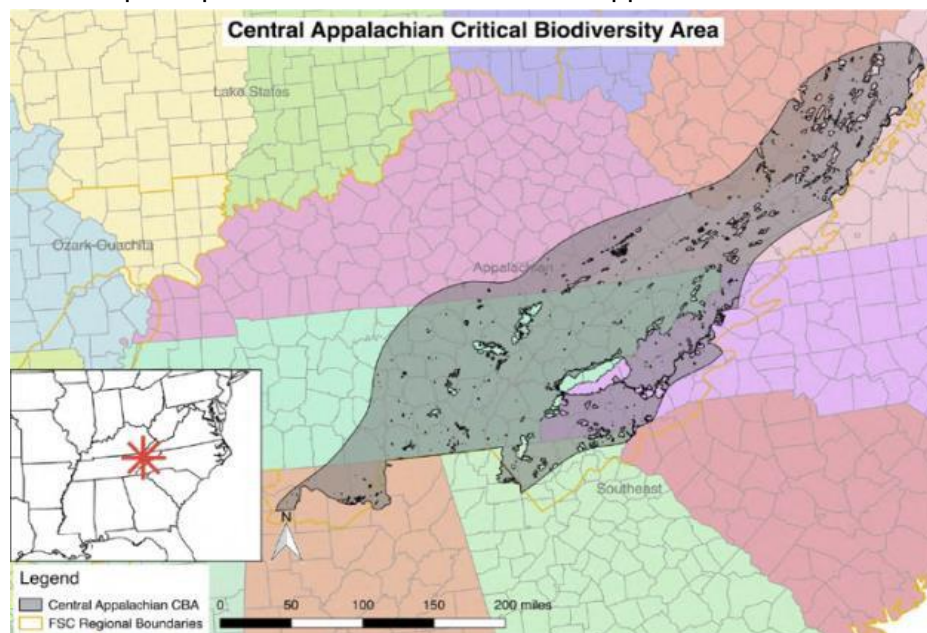 Central Appalachian Critical Biodiversity Area
Lake States
Ozark-Ouachita
Appalachian
Southeast
N
Legend
Central Appalachian CBA
FSC Regional Boundaries
0 50 100 150 200 miles